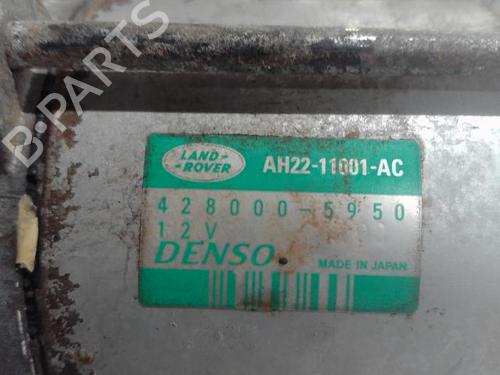 LAND-
-ROVER
AH22-11001-AC
428000-5950
12V
DENSO
MADE IN JAPAN
B-PARTS